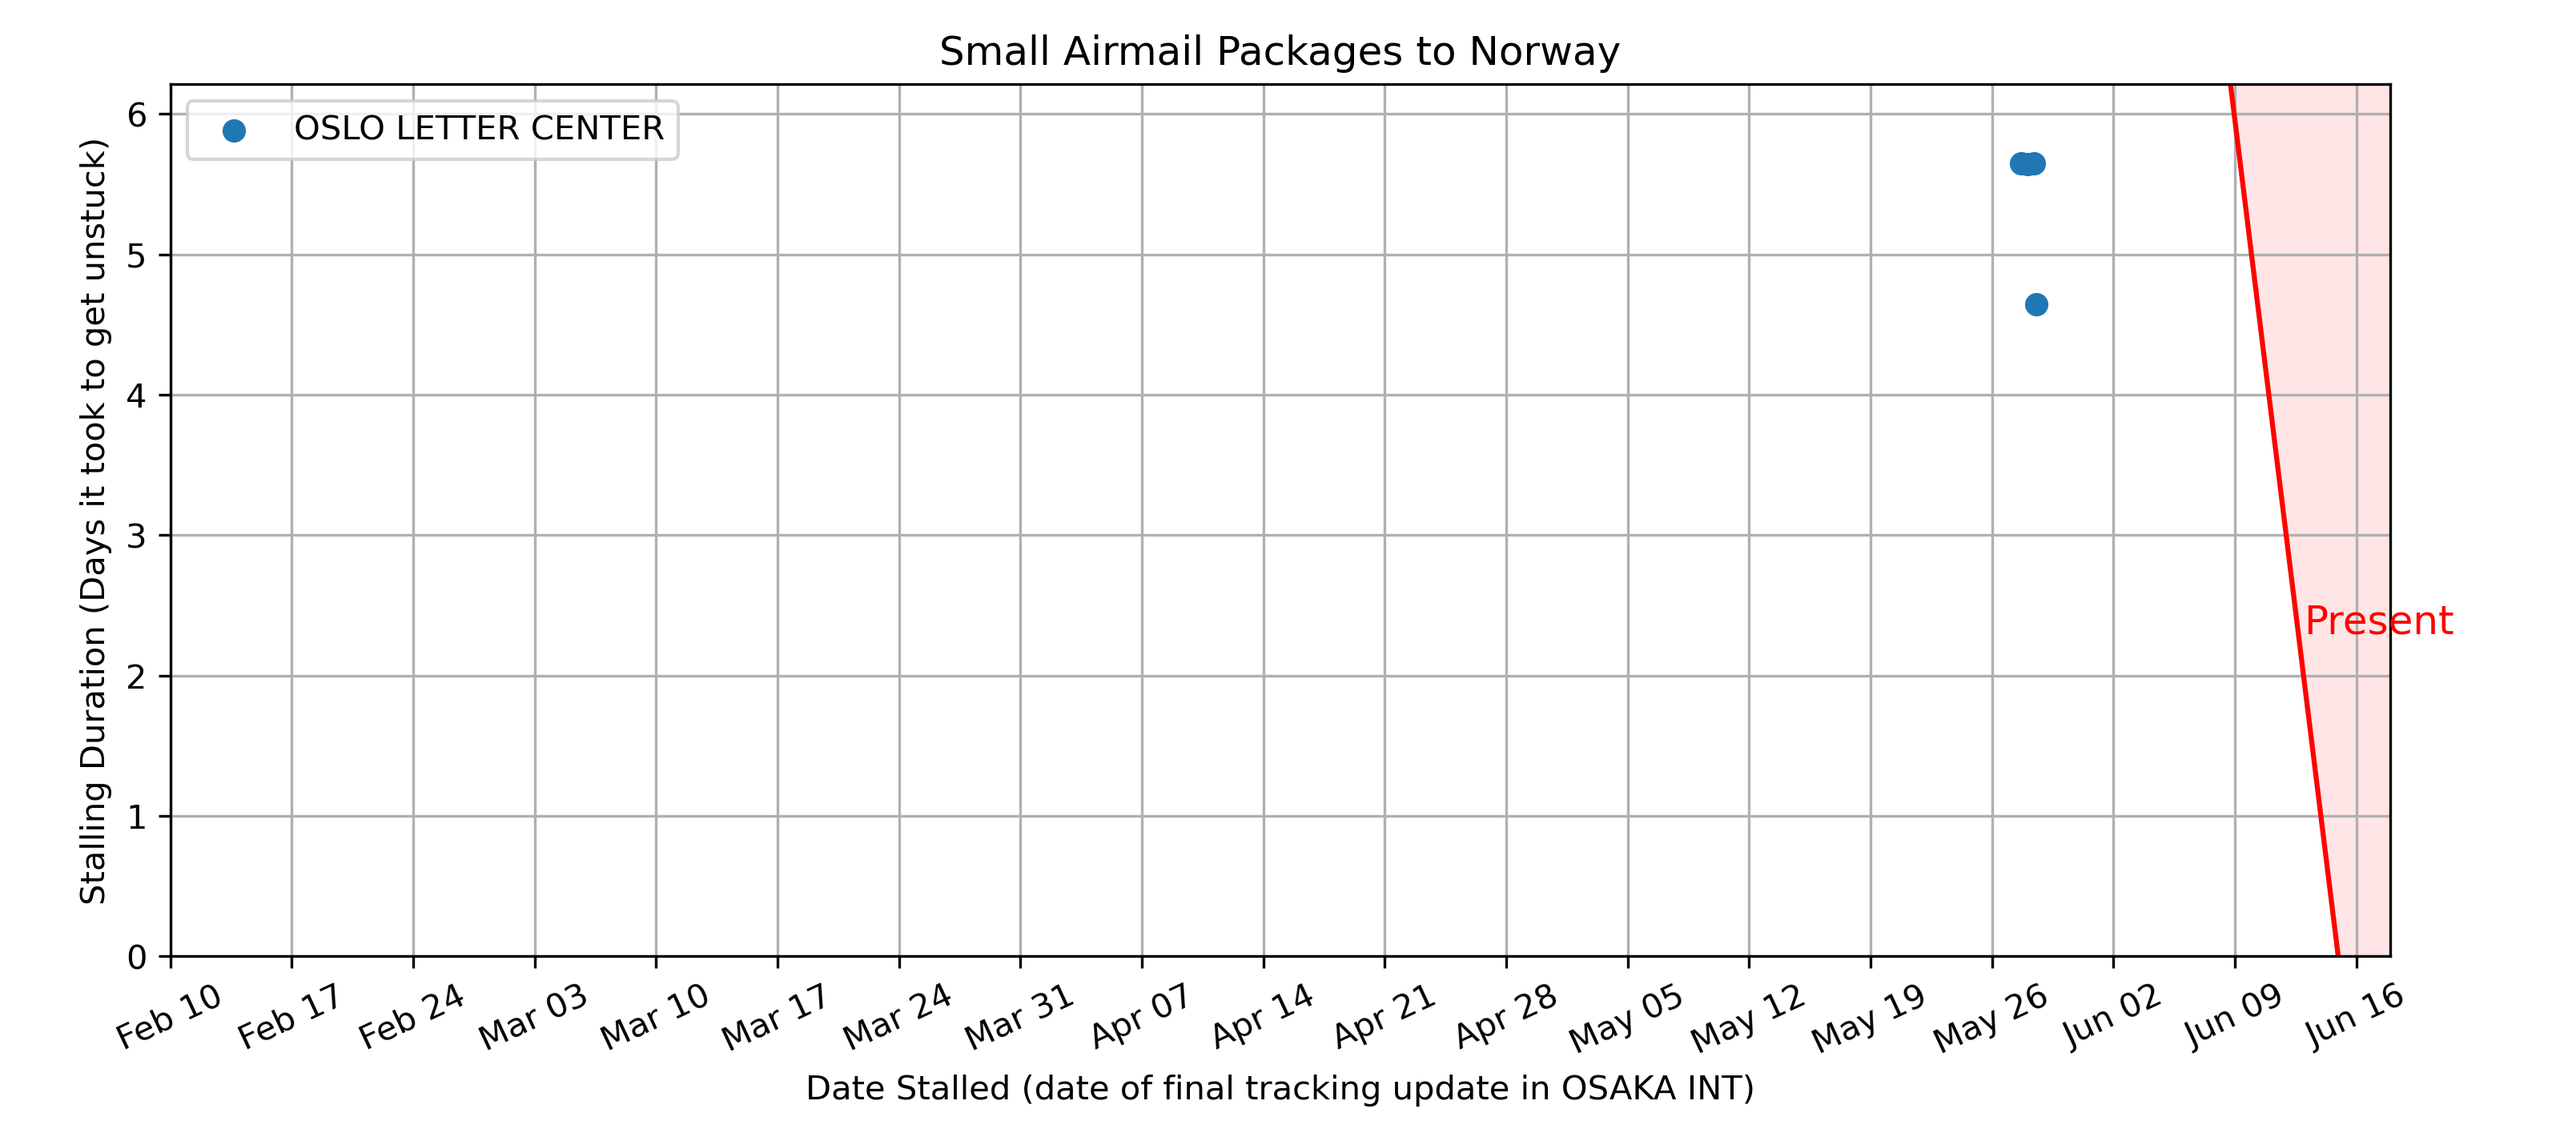 Small Airmail Packages to Norway
OSLO LETTER CENTER
Stalling Duration (Days it took to get unstuck)
6
5
4
3
2
1
0
Present
Feb 10
Feb 17
Feb 24
Mar 03
Mar 10
Mar 17
Mar 24
Mar 31
Apr 07
Apr 14
Apr 21
Apr 28
May 05
May 12
May 19
May 26
Jun 02
Jun 09
Jun 16
Date Stalled (date of final tracking update in OSAKA INT)